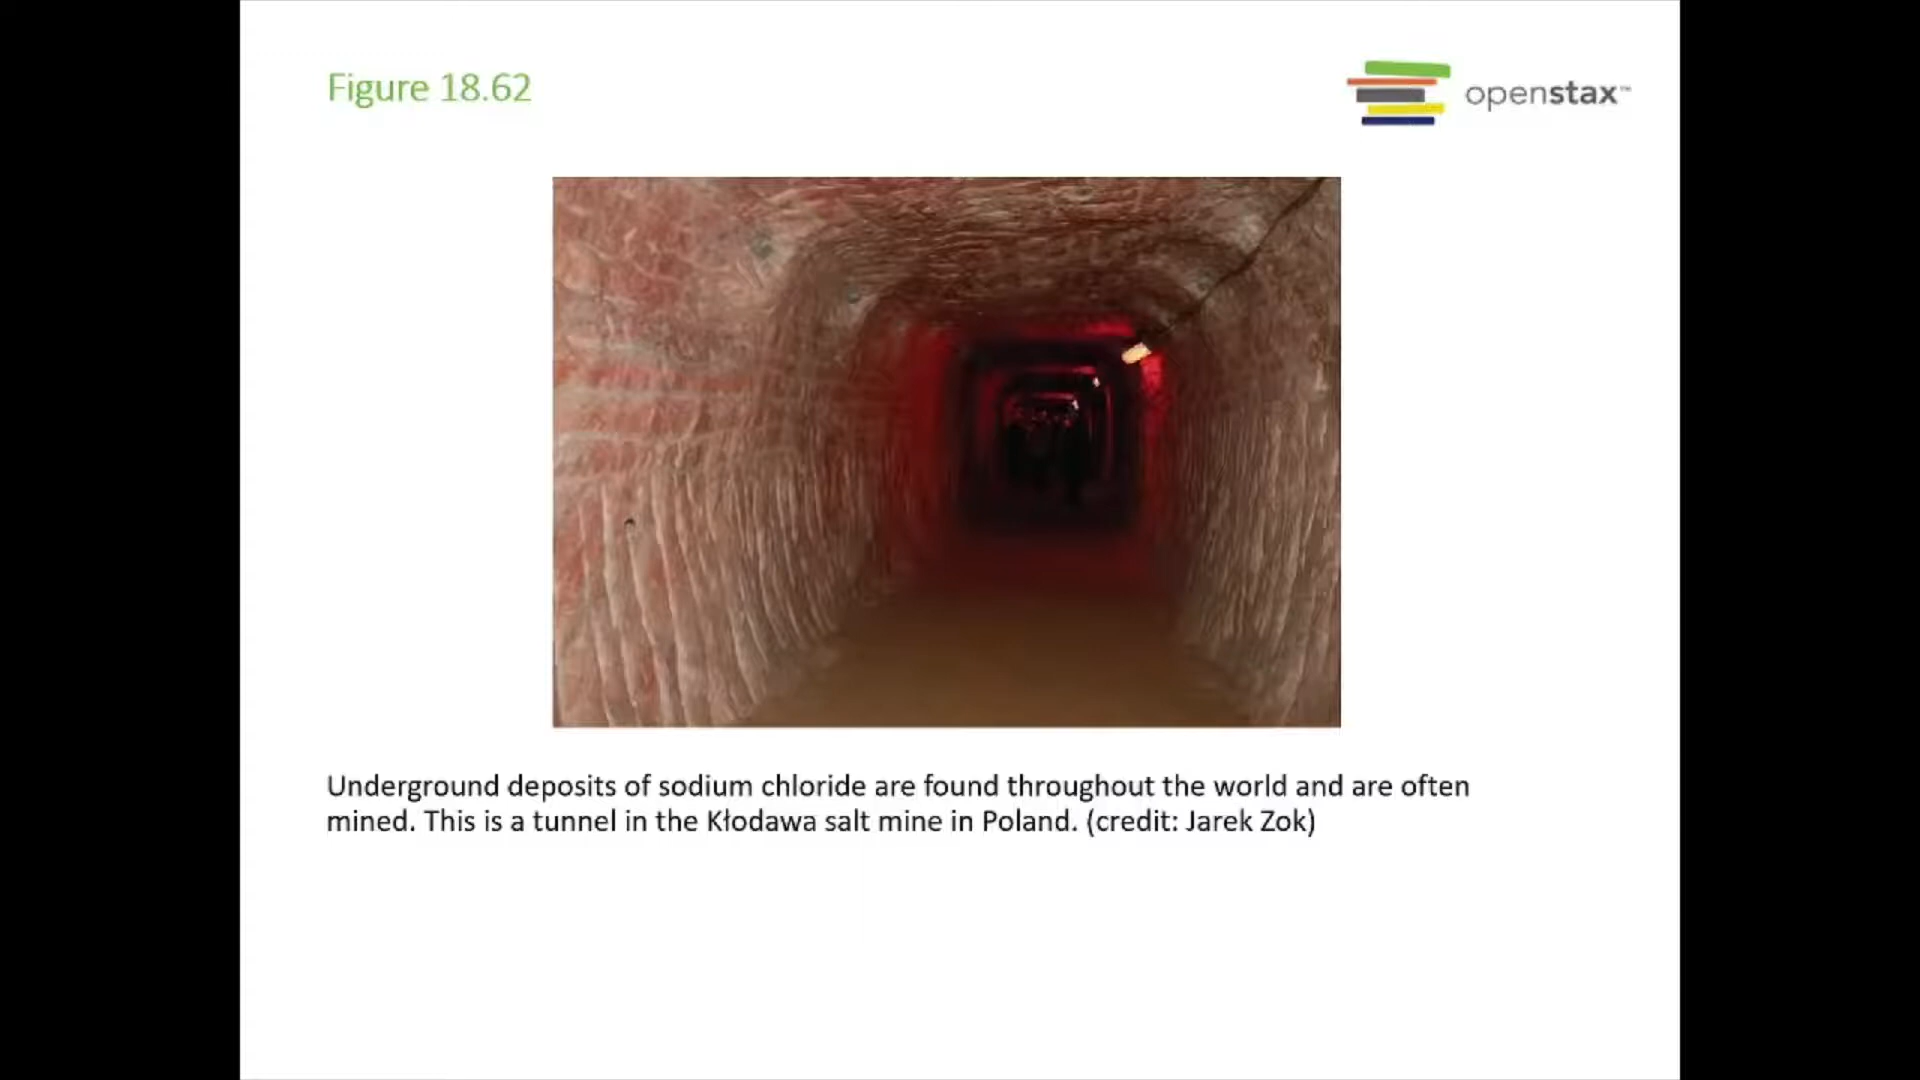 Figure 18.62
openstax™
Underground deposits of sodium chloride are found throughout the world and are often
mined. This is a tunnel in the Kłodawa salt mine in Poland. (credit: Jarek Zok)